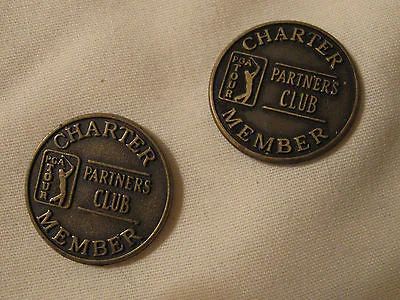 CHARTER
PGA
TOUR
PARTNERS
CLUB
MEMBER
CHARTER
PGA
TOUR
PARTNERS
CLUB
MEMBER